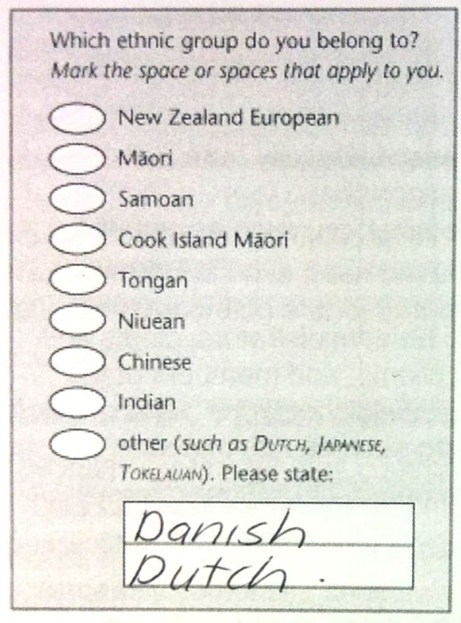 Which ethnic group do you belong to?
Mark the space or spaces that apply to you.
New Zealand European
Māori
Samoan
Cook Island Māori
Tongan
Niuean
Chinese
Indian
other (such as DUTCH, JAPANESE,
TOKELAUAN). Please state:
Danish
Dutch.